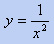 y = 1/x²